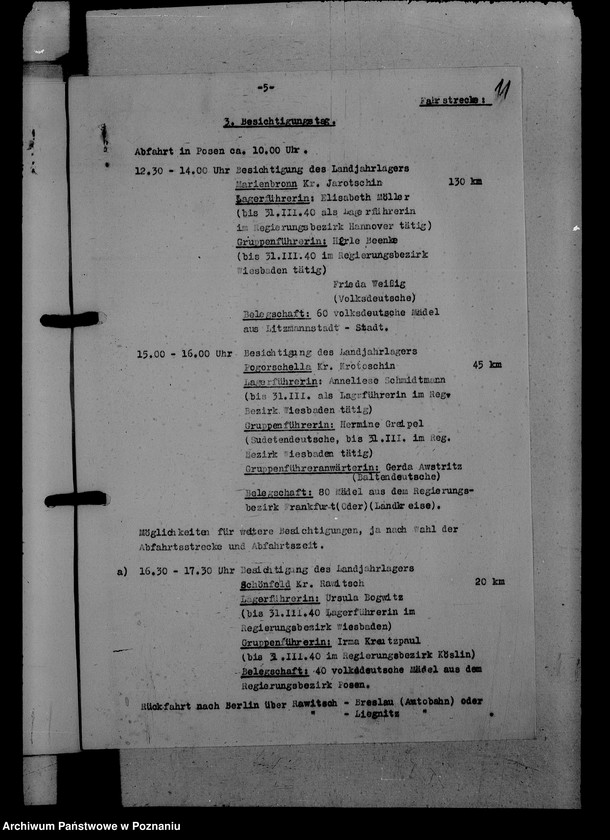 -5-
11
Fahrstrecke:
3. Besichtigungstag.
Abfahrt in Posen ca. 10.00 Uhr.
12.30 - 14.00 Uhr Besichtigung des Landjahrlagers
Marienbronn Kr. Jarotschin 130 km
Lagerführerin: Elisabeth Müller
(bis 31.III.40 als Lagerführerin
im Regierungsbezirk Hannover tätig)
Gruppenführerin: Beenke
(bis 31.III.40 im Regierungsbezirk
Wiesbaden tätig)
Frieda Weißig
(Volksdeutsche)
Belegschaft: 60 volksdeutsche Mädel
aus Litzmannstadt - Stadt.
15.00 - 16.00 Uhr Besichtigung des Landjahrlagers
Pogorschella Kr. Krotoschin 45 km
Lagerführerin: Anneliese Schmidtmann
(bis 31.III. als Lagerführerin im Reg.
Bezirk Wiesbaden tätig)
Gruppenführerin: Hermine Greipel
(Sudetendeutsche, bis 31.III. im Reg.
Bezirk Wiesbaden tätig)
Gruppenführeranwärterin: Gerda Awstritz
(Baltendeutsche)
Belegschaft: 80 Mädel aus dem Regierungs-
bezirk Frankfurt(Oder)(Landkreise).
Möglichkeiten für weitere Besichtigungen, ja nach Wahl der
Abfahrtsstrecke und Abfahrtszeit.
a) 16.30 - 17.30 Uhr Besichtigung des Landjahrlagers
Schönfeld Kr. Rawitsch 20 km
Lagerführerin: Ursula Bogwitz
(bis 31.III.40 Lagerführerin im
Regierungsbezirk Wiesbaden)
Gruppenführerin: Irma Kreutzpaul
(bis 31.III.40 im Regierungsbezirk Köslin)
Belegschaft: 40 volksdeutsche Mädel aus dem
Regierungsbezirk Posen.
Rückfahrt nach Berlin über Rawitsch - Breslau (Autobahn) oder
" - Liegnitz " .
Archiwum Państwowe w Poznaniu